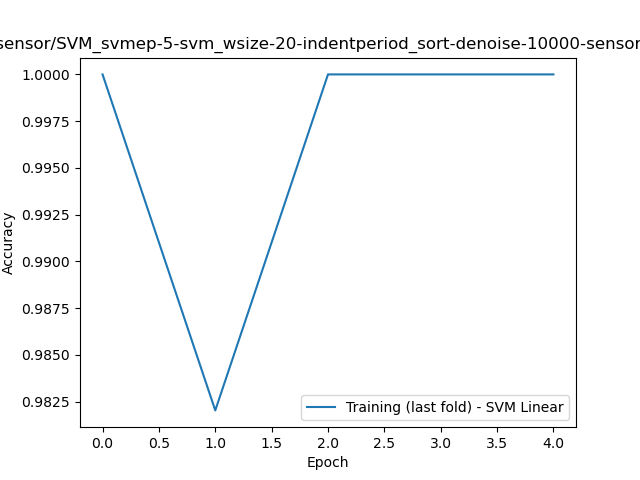 sensor/SVM_svmep-5-svm_wsize-20-indentperiod_sort-denoise-10000-sensor
1.0000
0.9975
0.9950
0.9925
0.9900
0.9875
0.9850
0.9825
Accuracy
Training (last fold) - SVM Linear
0.0 0.5 1.0 1.5 2.0 2.5 3.0 3.5 4.0
Epoch